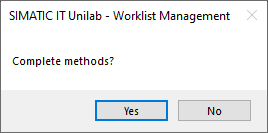 SIMATIC IT Unilab - Worklist Management
Complete methods?
Yes
No